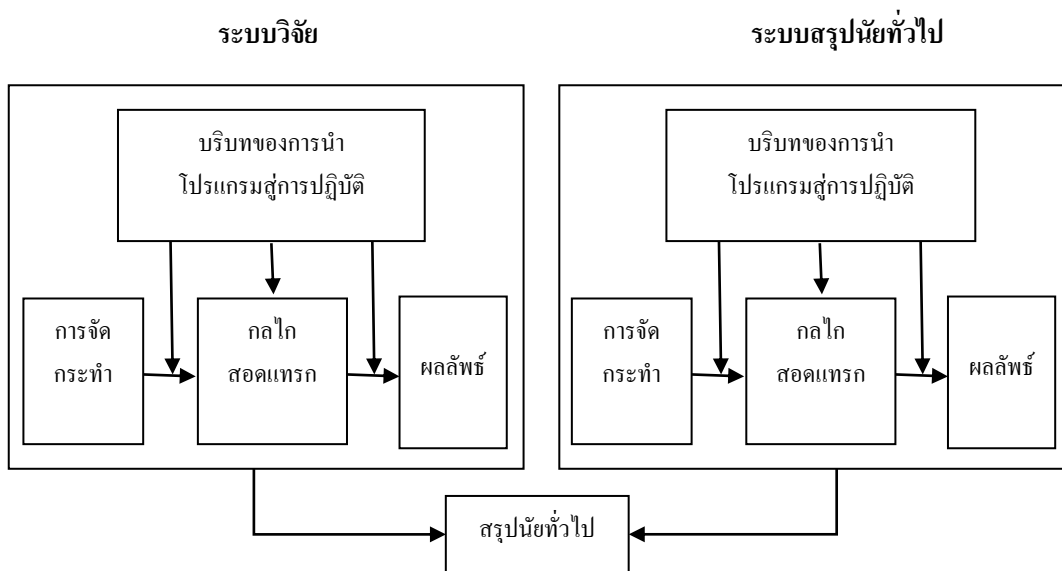 ระบบวิจัย
ระบบสรุปนัยทั่วไป
บริบทของการนำ
โปรแกรมสู่การปฏิบัติ
การจัด
กระทำ
กลไก
สอดแทรก
ผลลัพธ์
บริบทของการนำ
โปรแกรมสู่การปฏิบัติ
การจัด
กระทำ
กลไก
สอดแทรก
ผลลัพธ์
สรุปนัยทั่วไป